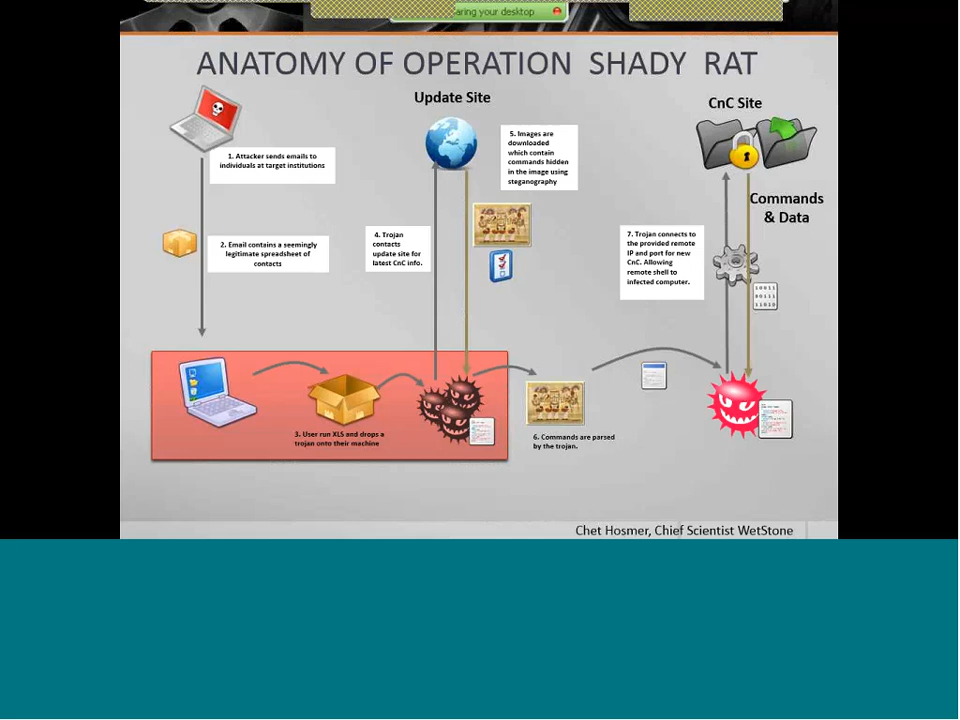 aring your desktop
ANATOMY OF OPERATION SHADY RAT
Update Site
CnC Site
1. Attacker sends emails to
individuals at target institutions
5. Images are
downloaded
which contain
commands hidden
in the image using
steganography
Commands
& Data
2. Email contains a seemingly
legitimate spreadsheet of
contacts
4. Trojan
contacts
update site for
latest CnC info.
7. Trojan connects to
the provided remote
IP and port for new
CnC. Allowing
remote shell to
infected computer.
10011
00111
11010
3. User run XLS and drops a
trojan onto their machine
6. Commands are parsed
by the trojan.
Chet Hosmer, Chief Scientist WetStone